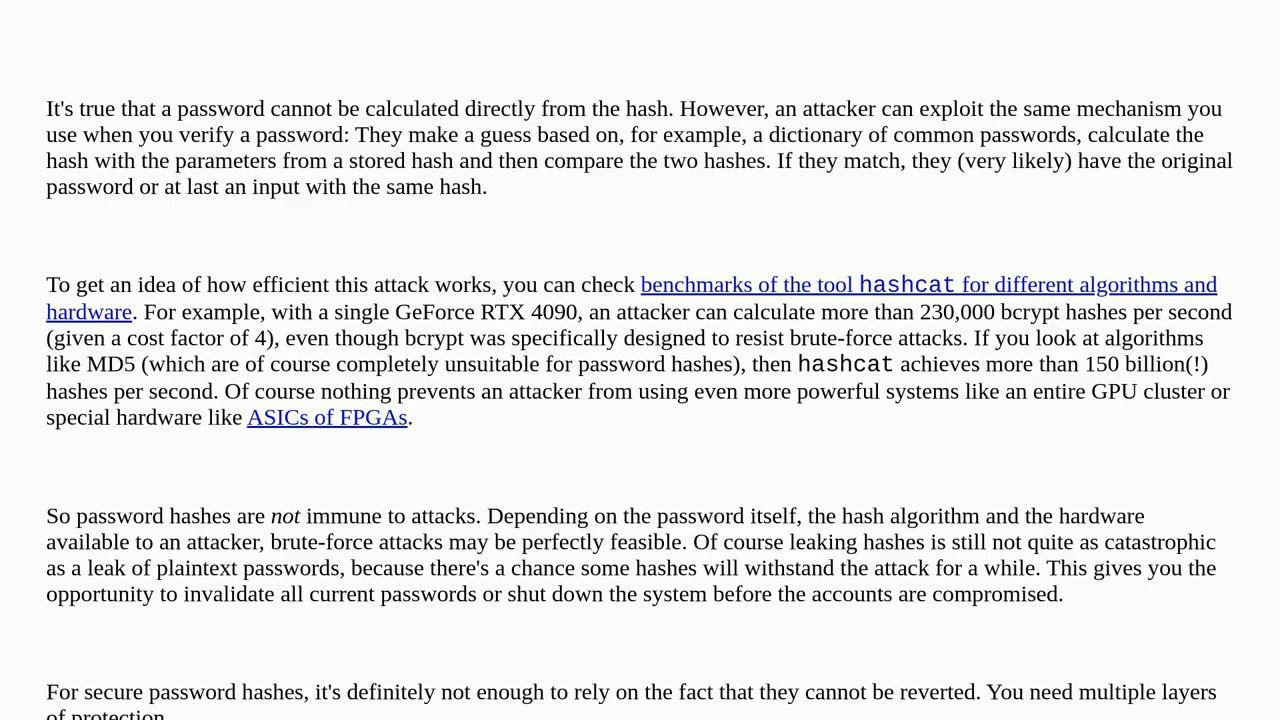 It's true that a password cannot be calculated directly from the hash. However, an attacker can exploit the same mechanism you
use when you verify a password: They make a guess based on, for example, a dictionary of common passwords, calculate the
hash with the parameters from a stored hash and then compare the two hashes. If they match, they (very likely) have the original
password or at last an input with the same hash.
To get an idea of how efficient this attack works, you can check benchmarks of the tool hashcat for different algorithms and
hardware. For example, with a single GeForce RTX 4090, an attacker can calculate more than 230,000 bcrypt hashes per second
(given a cost factor of 4), even though bcrypt was specifically designed to resist brute-force attacks. If you look at algorithms
like MD5 (which are of course completely unsuitable for password hashes), then hashcat achieves more than 150 billion(!)
hashes per second. Of course nothing prevents an attacker from using even more powerful systems like an entire GPU cluster or
special hardware like ASICs of FPGAs.
So password hashes are not immune to attacks. Depending on the password itself, the hash algorithm and the hardware
available to an attacker, brute-force attacks may be perfectly feasible. Of course leaking hashes is still not quite as catastrophic
as a leak of plaintext passwords, because there's a chance some hashes will withstand the attack for a while. This gives you the
opportunity to invalidate all current passwords or shut down the system before the accounts are compromised.
For secure password hashes, it's definitely not enough to rely on the fact that they cannot be reverted. You need multiple layers
of protection.